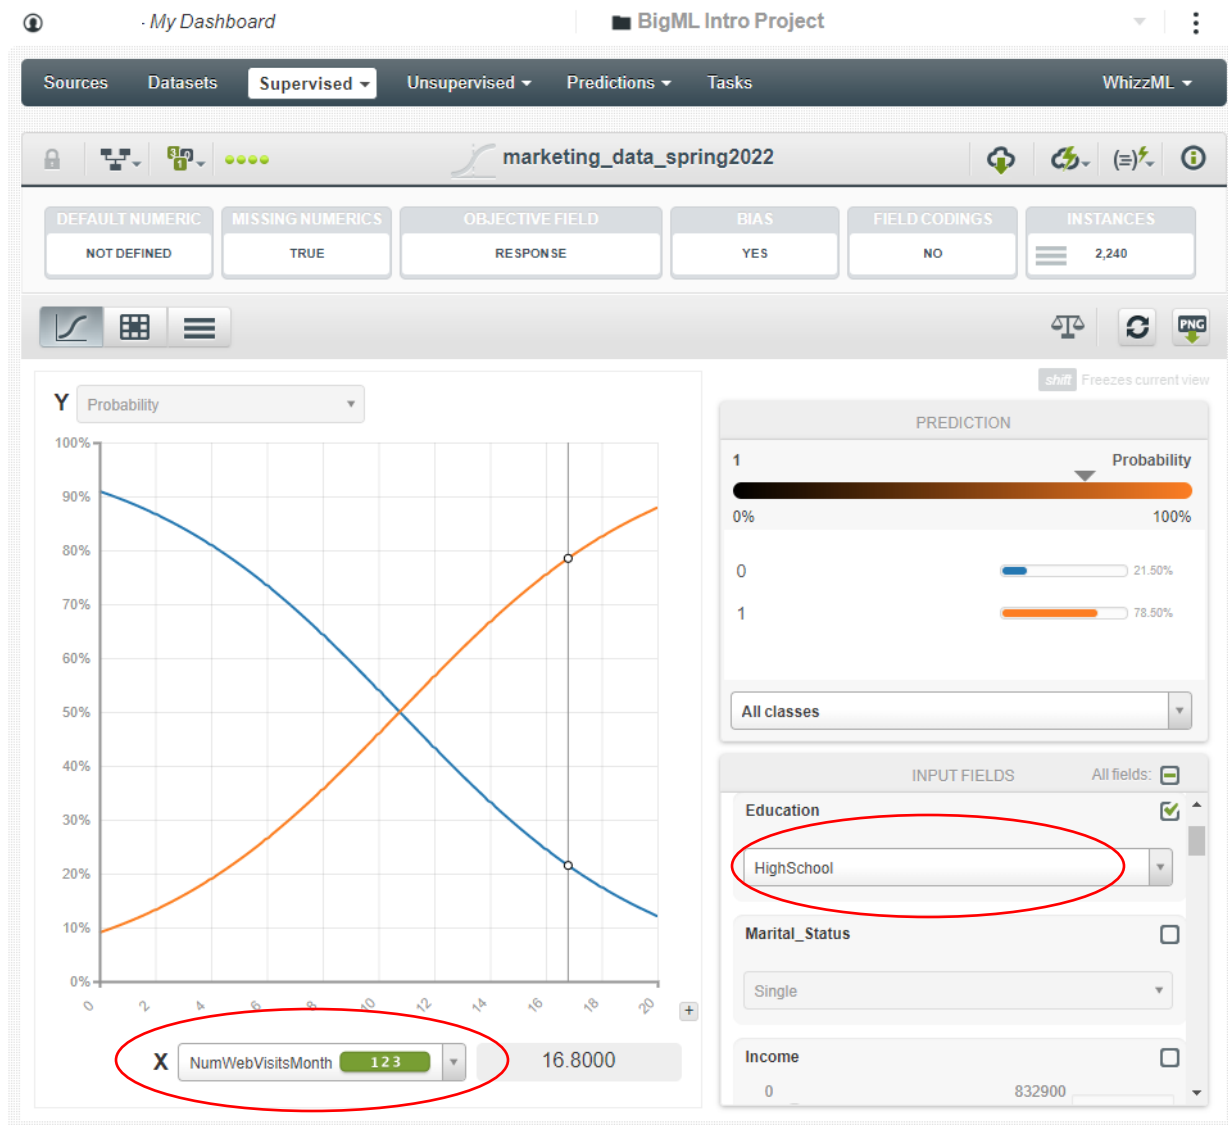 · My Dashboard
BigML Intro Project
Sources Datasets Supervised Unsupervised Predictions Tasks WhizzML
marketing_data_spring2022
DEFAULT NUMERIC MISSING NUMERICS OBJECTIVE FIELD BIAS FIELD CODINGS INSTANCES
NOT DEFINED TRUE RESPONSE YES NO 2,240
PNG
shift Freezes current view
Y Probability
100%
90%
80%
70%
60%
50%
40%
30%
20%
10%
0%
0 2 4 6 8 10 12 14 16 18 20
+
X NumWebVisitsMonth 1 2 3 16.8000
PREDICTION
1 Probability
0% 100%
0 21.50%
1 78.50%
All classes
INPUT FIELDS All fields:
Education
HighSchool
Marital_Status
Single
Income
0 832900